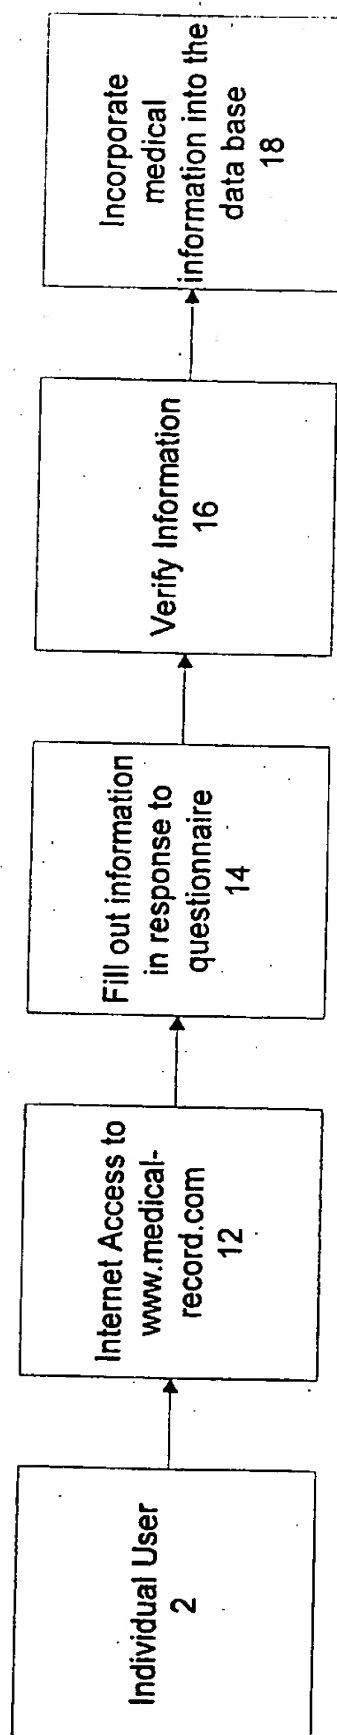 Individual User
2
Internet Access to
www.medical-
record.com
12
Fill out information
in response to
questionnaire
14
Verify Information
16
Incorporate
medical
information into the
data base
18